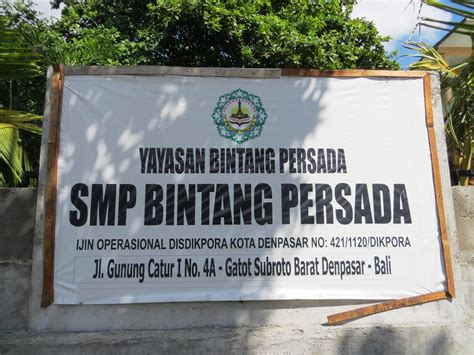 YAYASAN BINTANG PERSADA
SMP BINTANG PERSADA
IJIN OPERASIONAL DISDIKPORA KOTA DENPASAR NO: 421/1120/DIKPORA
Jl. Gunung Catur I No. 4A - Gatot Subroto Barat Denpasar - Bali